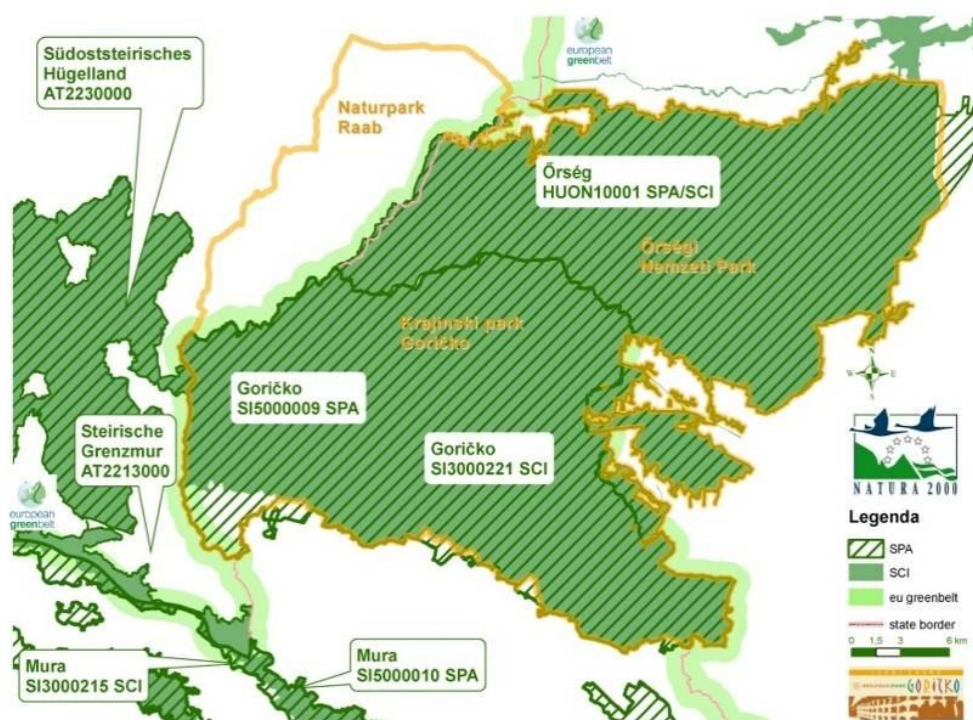 Südoststeirisches
Hügelland
AT2230000
european
greenbelt
Naturpark
Raab
Őrség
HUON10001 SPA/SCI
Őrségi
Nemzeti Park
Krajinski park
Goričko
Goričko
SI5000009 SPA
Goričko
SI3000221 SCI
Steirische
Grenzmur
AT2213000
european
greenbelt
Mura
SI3000215 SCI
Mura
SI5000010 SPA
N
W E
S
NATURA 2000
Legenda
SPA
SCI
eu greenbelt
state border
0 1.5 3 6 km
GORIČKO